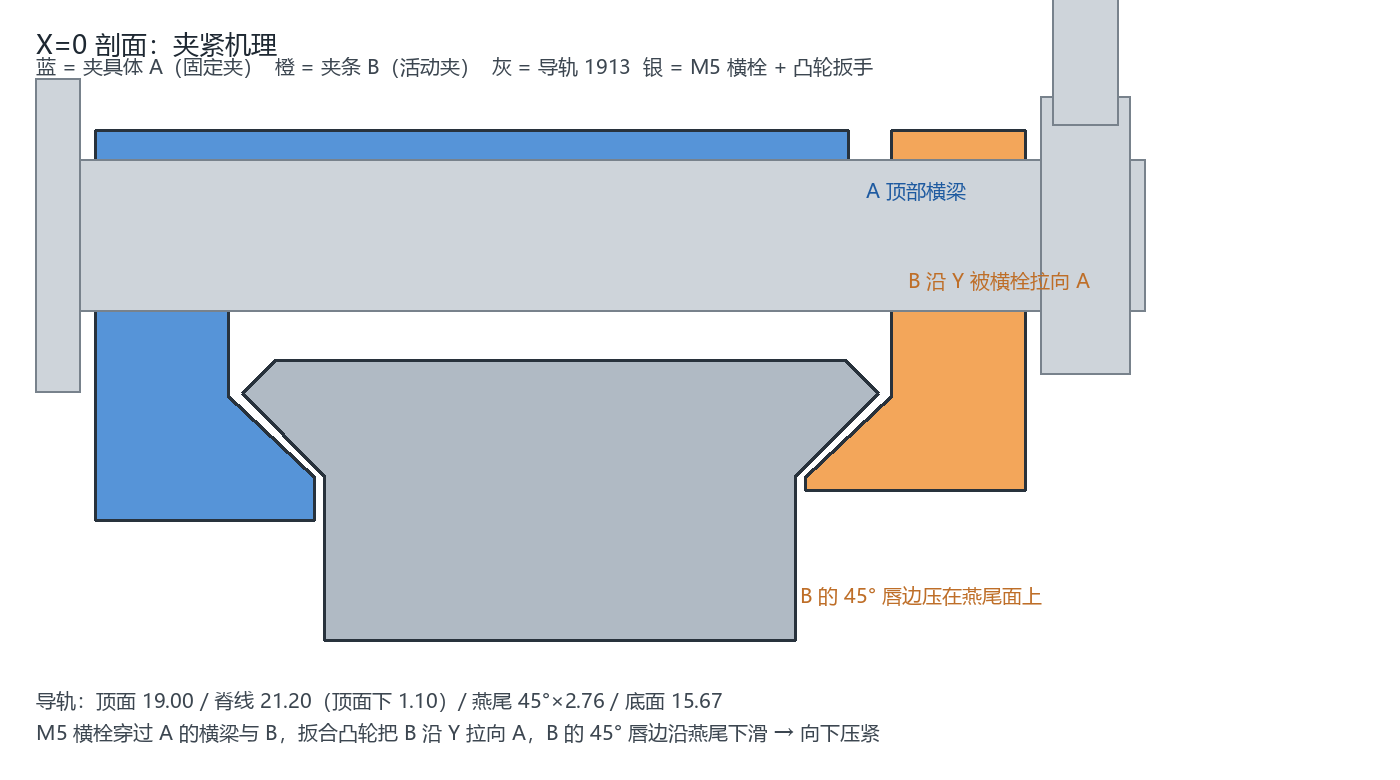 X=0 剖面：夹紧机理
蓝 = 夹具体 A（固定夹） 橙 = 夹条 B（活动夹） 灰 = 导轨 1913 银 = M5 横栓 + 凸轮扳手
A 顶部横梁
B 沿 Y 被横栓拉向 A
B 的 45° 唇边压在燕尾面上
导轨：顶面 19.00 / 脊线 21.20（顶面下 1.10）/ 燕尾 45°×2.76 / 底面 15.67
M5 横栓穿过 A 的横梁与 B，扳合凸轮把 B 沿 Y 拉向 A，B 的 45° 唇边沿燕尾下滑 → 向下压紧